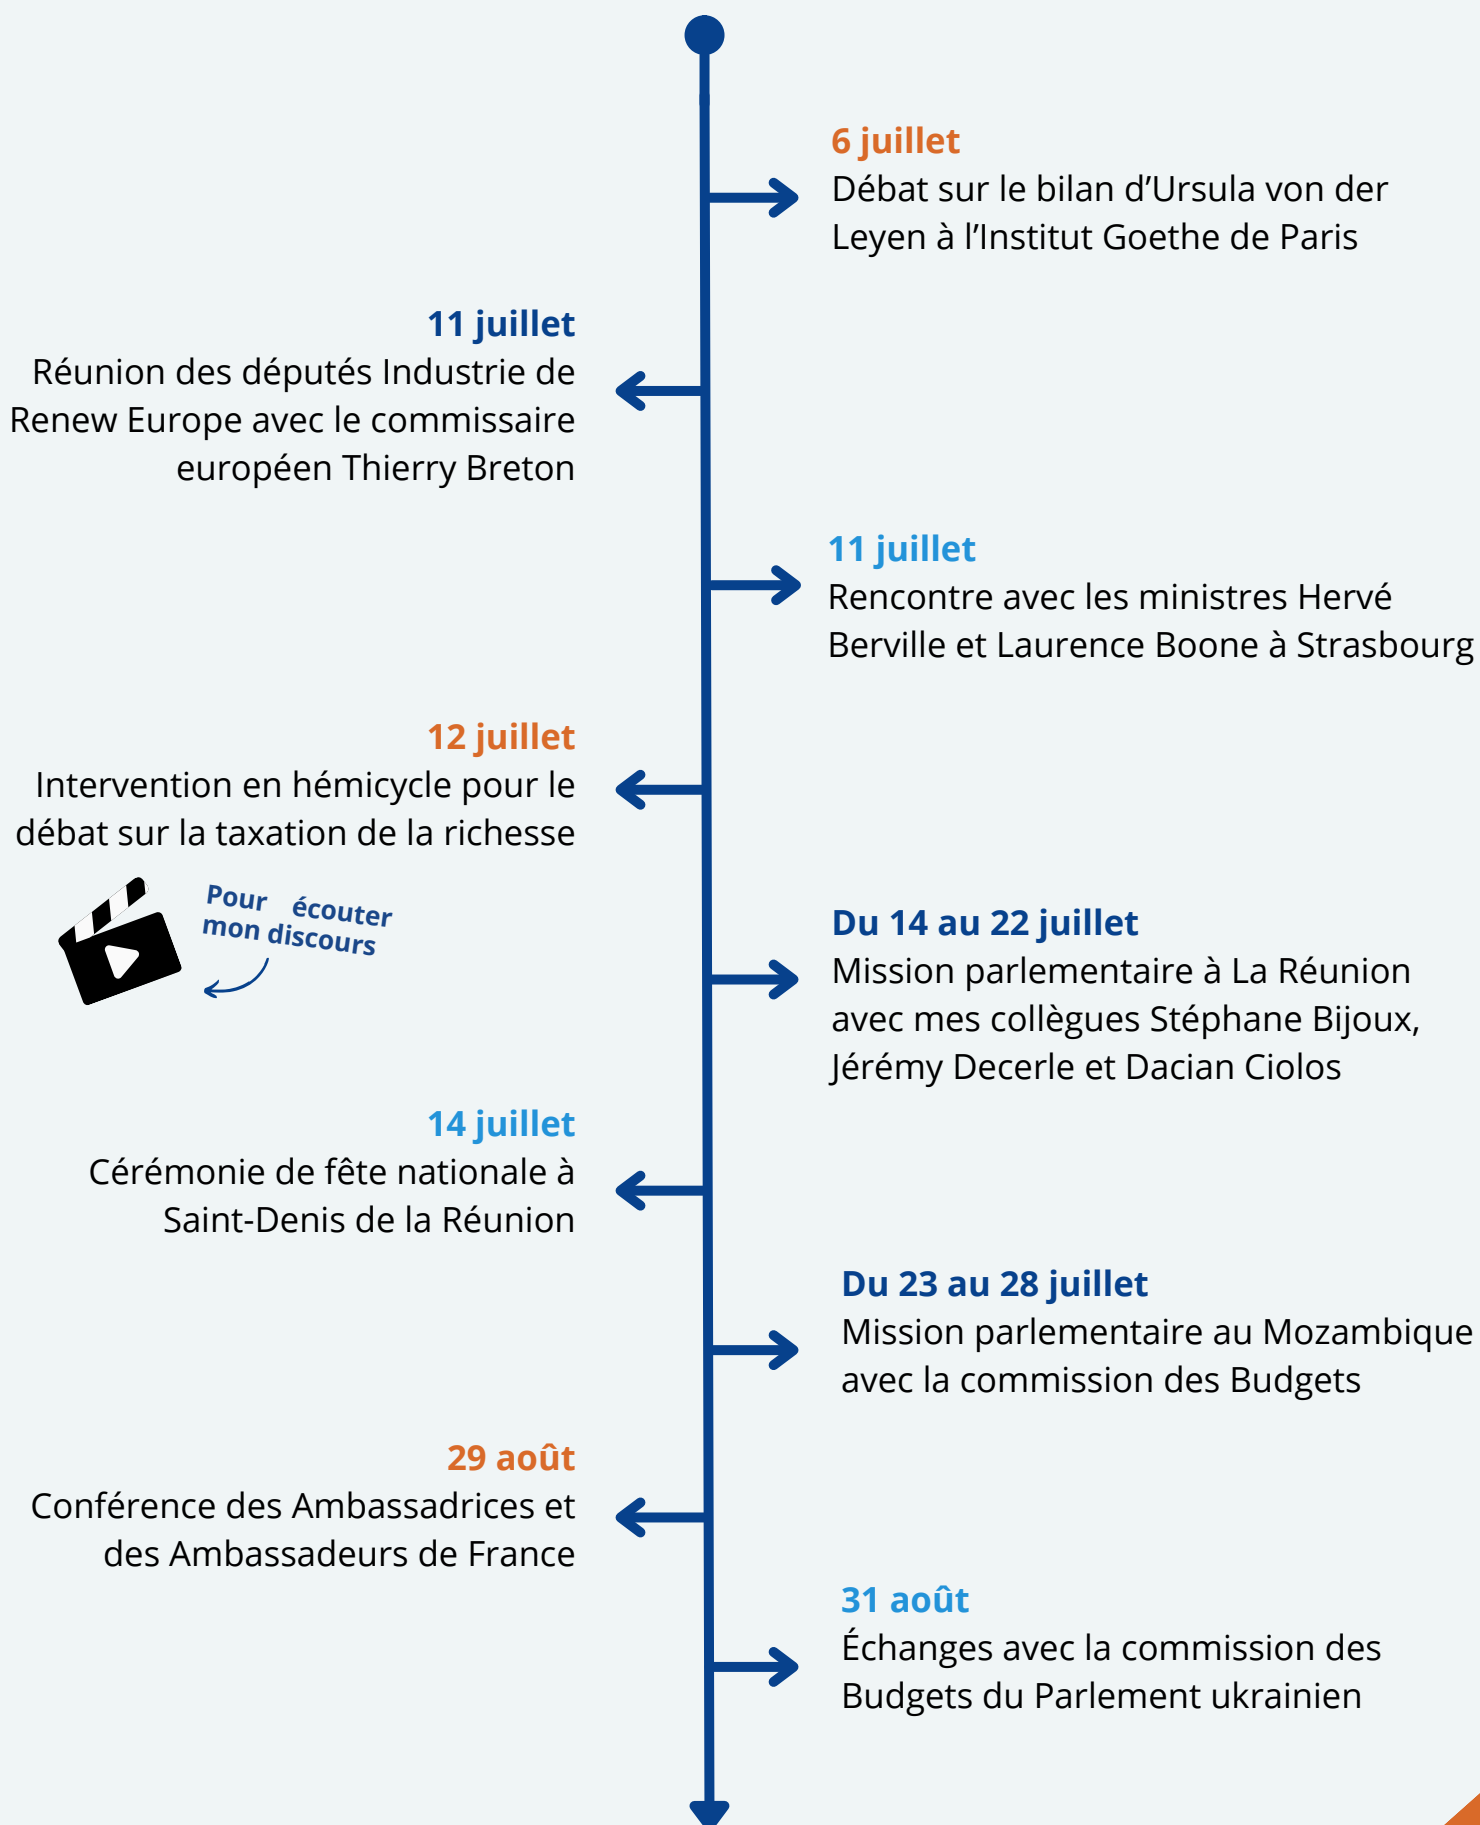 6 juillet
Débat sur le bilan d’Ursula von der
Leyen à l’Institut Goethe de Paris
11 juillet
Réunion des députés Industrie de
Renew Europe avec le commissaire
européen Thierry Breton
11 juillet
Rencontre avec les ministres Hervé
Berville et Laurence Boone à Strasbourg
12 juillet
Intervention en hémicycle pour le
débat sur la taxation de la richesse
Pour écouter
mon discours
Du 14 au 22 juillet
Mission parlementaire à La Réunion
avec mes collègues Stéphane Bijoux,
Jérémy Decerle et Dacian Ciolos
14 juillet
Cérémonie de fête nationale à
Saint-Denis de la Réunion
Du 23 au 28 juillet
Mission parlementaire au Mozambique
avec la commission des Budgets
29 août
Conférence des Ambassadrices et
des Ambassadeurs de France
31 août
Échanges avec la commission des
Budgets du Parlement ukrainien